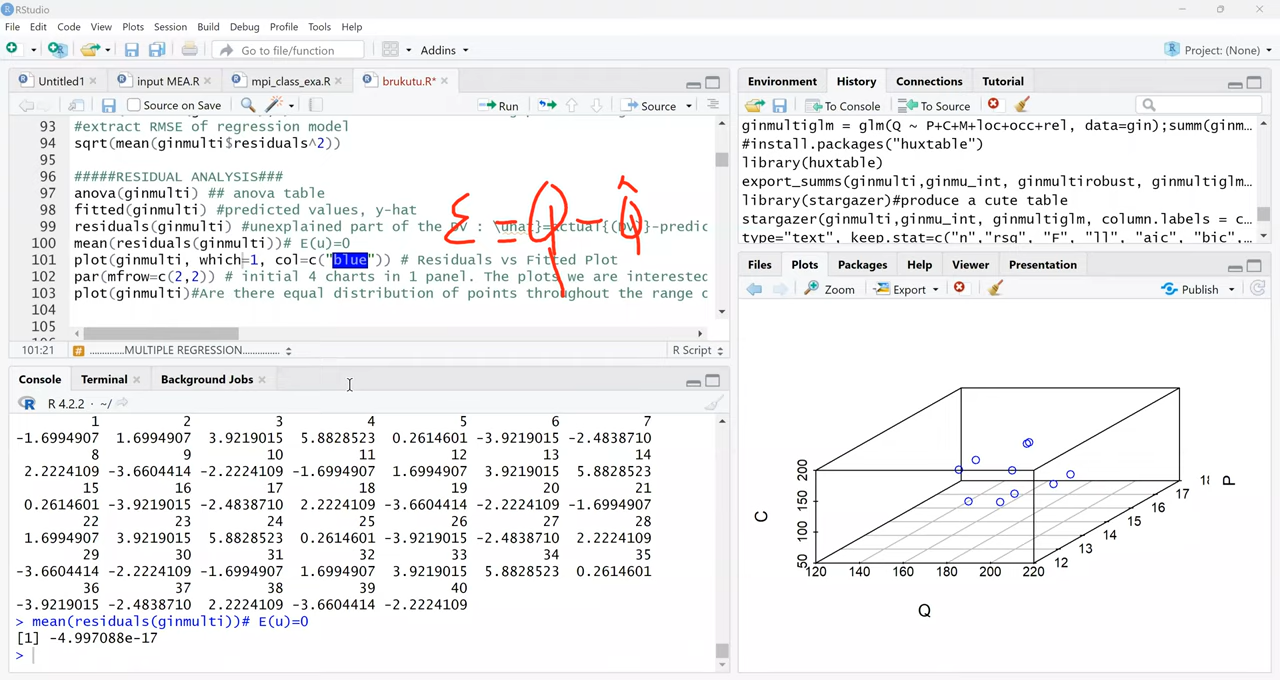 RStudio
File Edit Code View Plots Session Build Debug Profile Tools Help
Go to file/function Addins Project: (None)
Untitled1 input MEA.R mpi_class_exa.R brukutu.R*
Source on Save Run Source
93 #extract RMSE of regression model
94 sqrt(mean(ginmulti$residuals^2))
95
96 #####RESIDUAL ANALYSIS###
97 anova(ginmulti) ## anova table
98 fitted(ginmulti) #predicted values, y-hat
99 residuals(ginmulti) #unexplained part of the DV : \uhat}=actual{(DV)}-predic
100 mean(residuals(ginmulti))# E(u)=0
101 plot(ginmulti, which=1, col=c("blue")) # Residuals vs Fitted Plot
102 par(mfrow=c(2,2)) # initial 4 charts in 1 panel. The plots we are interested
103 plot(ginmulti)#Are there equal distribution of points throughout the range c
104
105
ε = Q - Q̂
101:21 # ..............MULTIPLE REGRESSION.............. R Script
Console Terminal Background Jobs
R 4.2.2 · ~/
1 2 3 4 5 6 7
-1.6994907 1.6994907 3.9219015 5.8828523 0.2614601 -3.9219015 -2.4838710
8 9 10 11 12 13 14
2.2224109 -3.6604414 -2.2224109 -1.6994907 1.6994907 3.9219015 5.8828523
15 16 17 18 19 20 21
0.2614601 -3.9219015 -2.4838710 2.2224109 -3.6604414 -2.2224109 -1.6994907
22 23 24 25 26 27 28
1.6994907 3.9219015 5.8828523 0.2614601 -3.9219015 -2.4838710 2.2224109
29 30 31 32 33 34 35
-3.6604414 -2.2224109 -1.6994907 1.6994907 3.9219015 5.8828523 0.2614601
36 37 38 39 40
-3.9219015 -2.4838710 2.2224109 -3.6604414 -2.2224109
> mean(residuals(ginmulti))# E(u)=0
[1] -4.997088e-17
>
Environment History Connections Tutorial
To Console To Source
ginmultiglm = glm(Q ~ P+C+M+loc+occ+rel, data=gin);summ(ginm...
#install.packages("huxtable")
library(huxtable)
export_summs(ginmulti,ginmu_int, ginmultirobust, ginmultiglm...
library(stargazer)#produce a cute table
stargazer(ginmulti,ginmu_int, ginmultiglm, column.labels = c...
type="text", keep.stat=c("n","rsq", "F", "ll", "aic", "bic",...
Files Plots Packages Help Viewer Presentation
Zoom Export Publish
200
150
100
50
C
120 140 160 180 200 220
Q
12 13 14 15 16 17
P